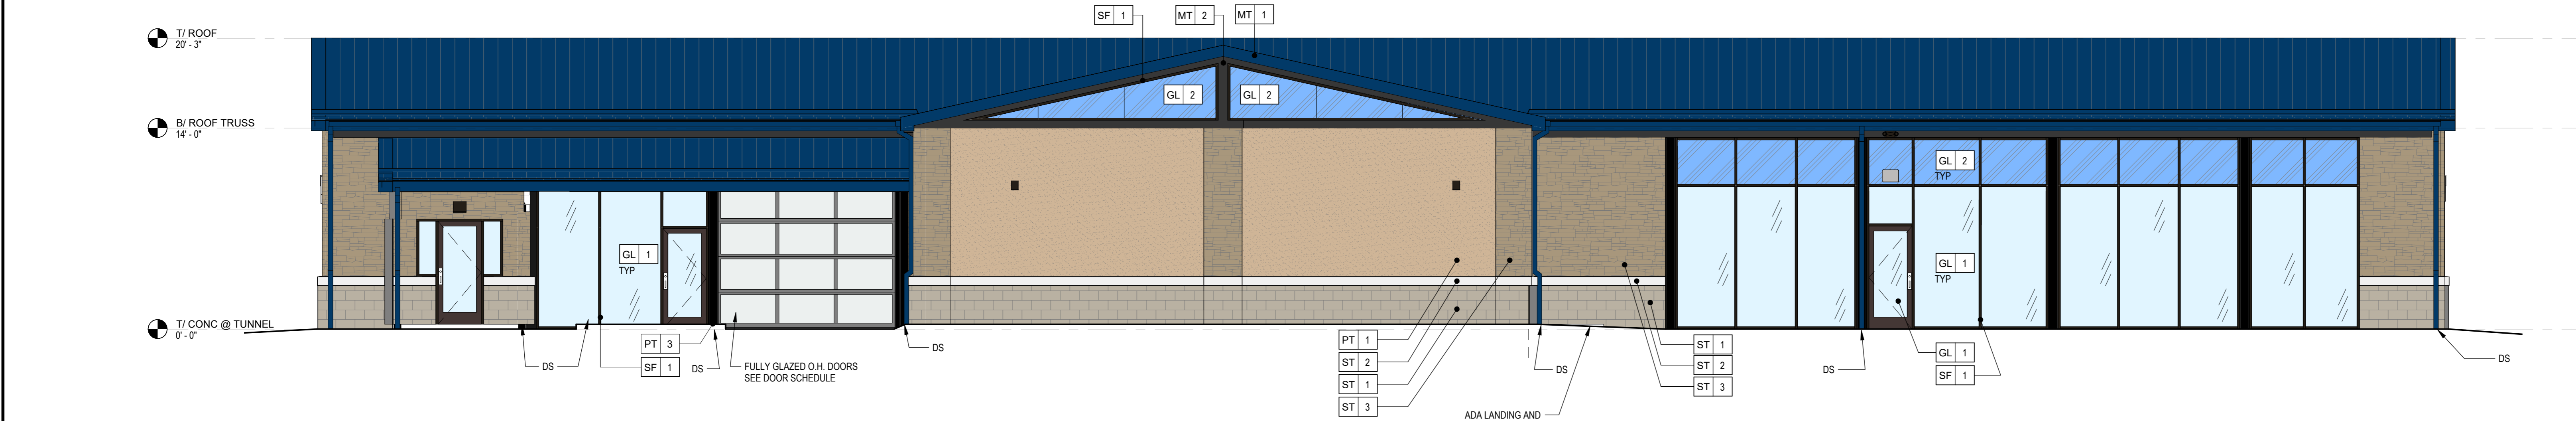 SF 1
MT 2
MT 1
T/ ROOF
20' - 3"
GL 2
GL 2
B/ ROOF TRUSS
14' - 0"
GL 2
TYP
GL 1
TYP
GL 1
TYP
T/ CONC @ TUNNEL
0' - 0"
PT 3
SF 1
DS
DS
FULLY GLAZED O.H. DOORS
SEE DOOR SCHEDULE
DS
PT 1
ST 2
ST 1
ST 3
DS
ADA LANDING AND
ST 1
ST 2
ST 3
DS
GL 1
SF 1
DS